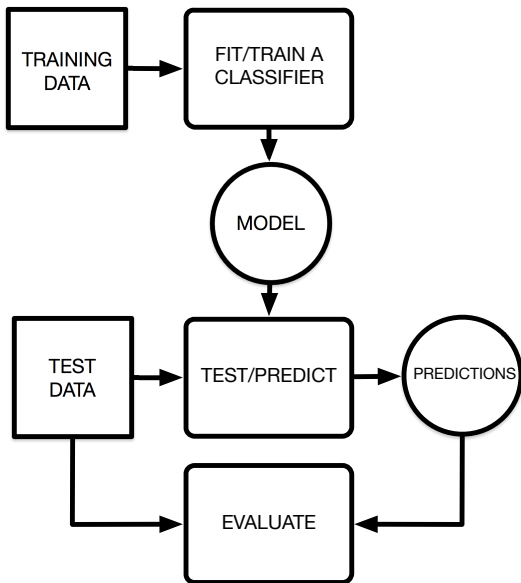 TRAINING
DATA
FIT/TRAIN A
CLASSIFIER
MODEL
TEST
DATA
TEST/PREDICT
PREDICTIONS
EVALUATE